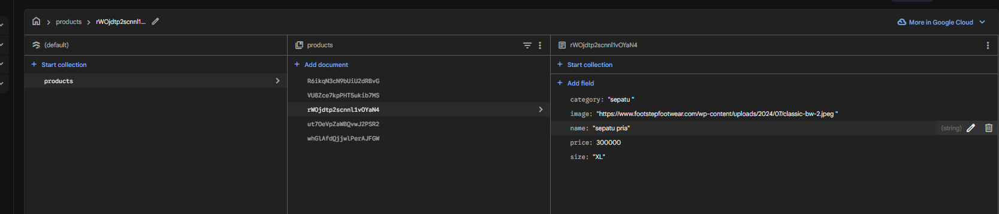 products rWOjdtp2scnnl1... More in Google Cloud
(default)
Start collection
products
products
Add document
R6ikqN3cN9bUiU2dRBvG
VU8Zce7kpPHT5ukib7MS
rWOjdtp2scnnl1vOYaN4
ut7OeVpZaWBQvwJ2PSR2
whGlAfdQjjwlPerAJFGW
rWOjdtp2scnnl1vOYaN4
Start collection
Add field
category: "sepatu "
image: "https://www.footstepfootwear.com/wp-content/uploads/2024/07/classic-bw-2.jpeg "
name: "sepatu pria" (string)
price: 300000
size: "XL"